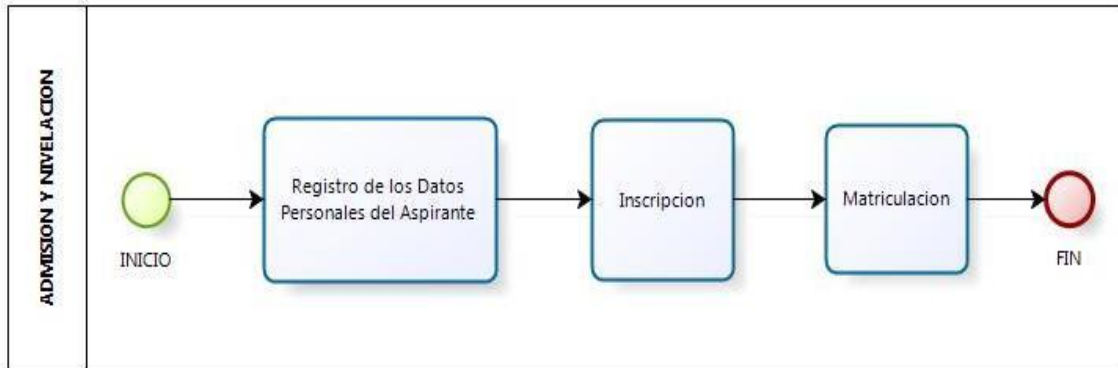 ADMISION Y NIVELACION
INICIO
Registro de los Datos
Personales del Aspirante
Inscripcion
Matriculacion
FIN